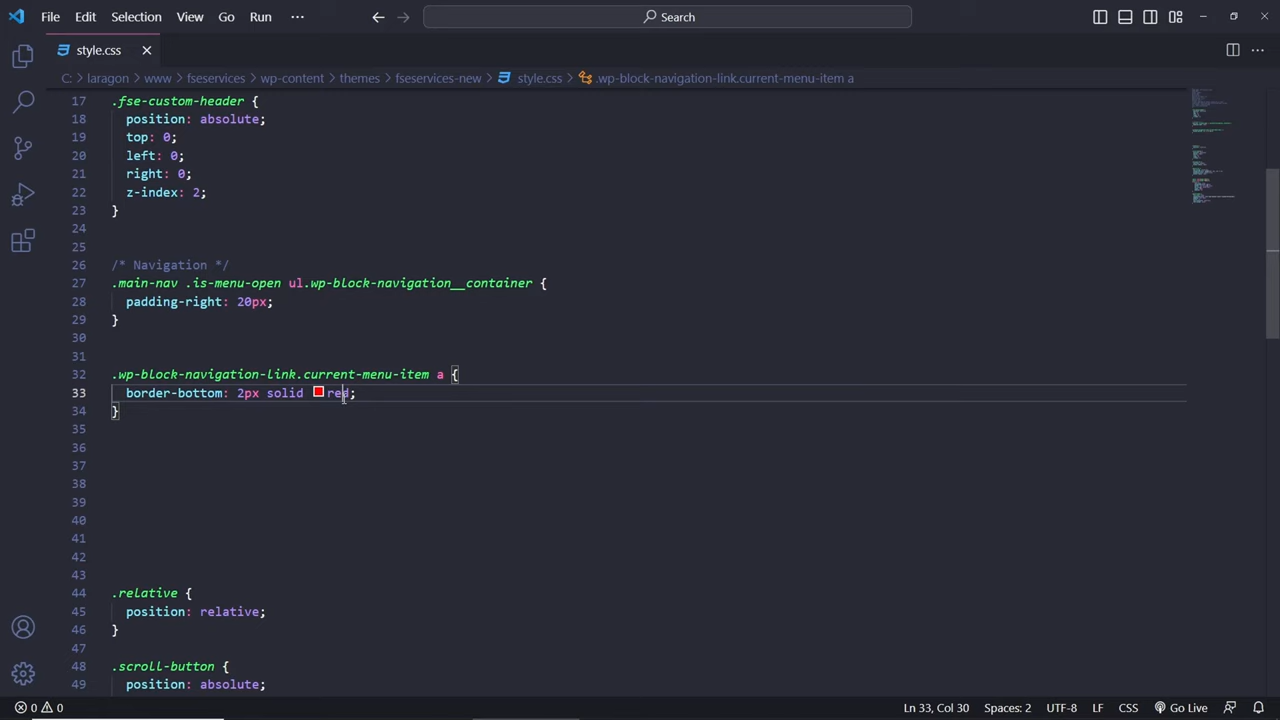 File Edit Selection View Go Run ··· Search
style.css
C: > laragon > www > fseservices > wp-content > themes > fseservices-new > style.css > .wp-block-navigation-link.current-menu-item a
17 .fse-custom-header {
18 position: absolute;
19 top: 0;
20 left: 0;
21 right: 0;
22 z-index: 2;
23 }
24
25
26 /* Navigation */
27 .main-nav .is-menu-open ul.wp-block-navigation__container {
28 padding-right: 20px;
29 }
30
31
32 .wp-block-navigation-link.current-menu-item a {
33 border-bottom: 2px solid red;
34 }
35
36
37
38
39
40
41
42
43
44 .relative {
45 position: relative;
46 }
47
48 .scroll-button {
49 position: absolute;
0 0 Ln 33, Col 30 Spaces: 2 UTF-8 LF CSS Go Live